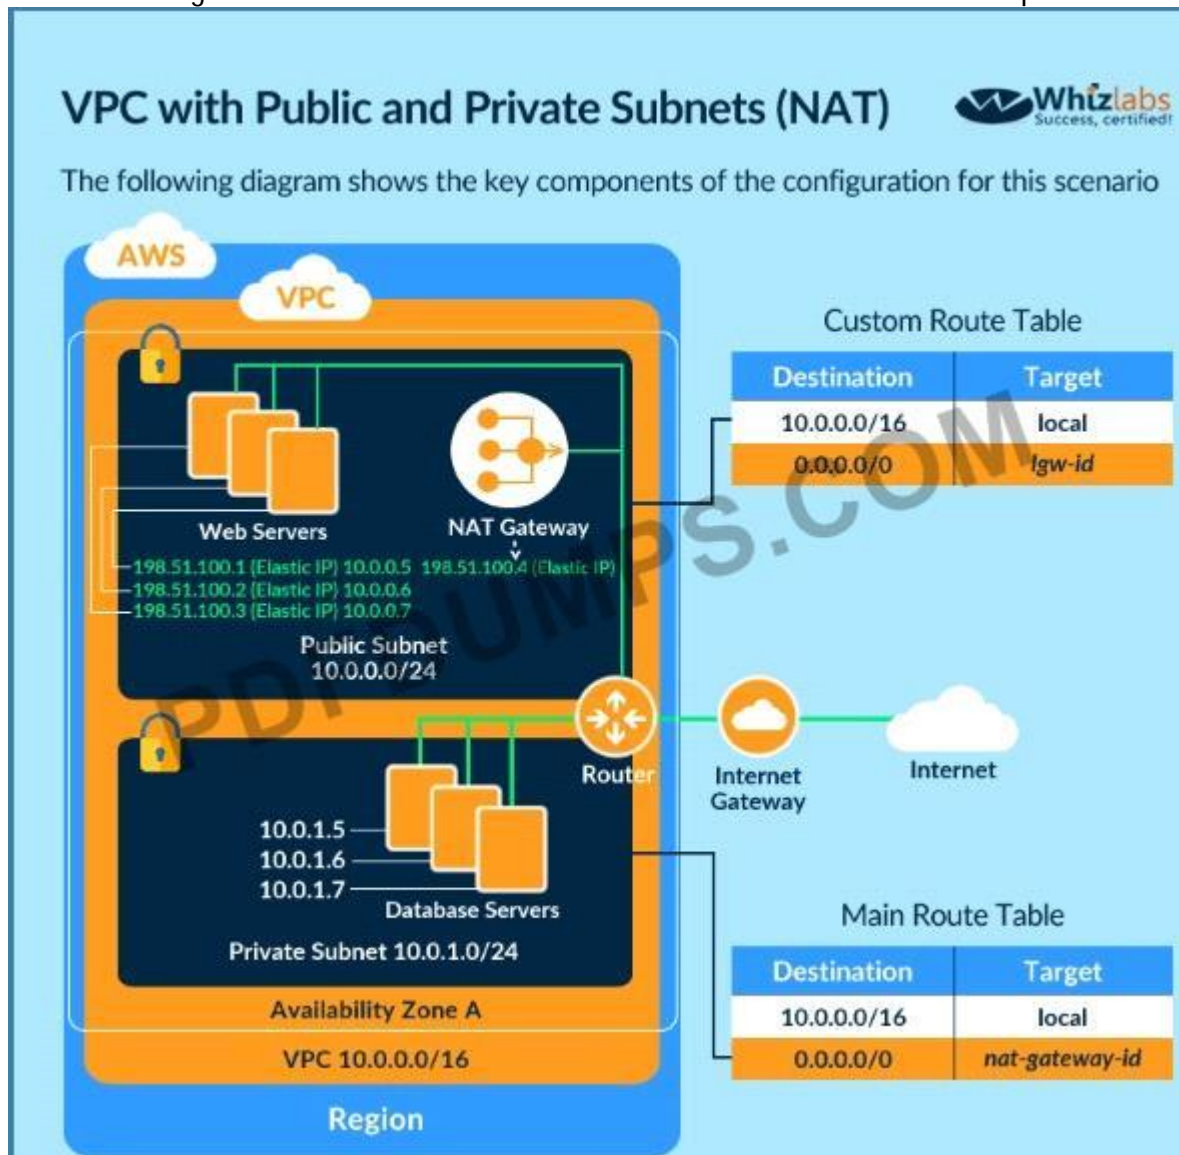 VPC with Public and Private Subnets (NAT)
Whizlabs
Success, certified!
The following diagram shows the key components of the configuration for this scenario
AWS
VPC
Web Servers
NAT Gateway
198.51.100.1 (Elastic IP) 10.0.0.5
198.51.100.4 (Elastic IP)
198.51.100.2 (Elastic IP) 10.0.0.6
198.51.100.3 (Elastic IP) 10.0.0.7
Public Subnet
10.0.0.0/24
Custom Route Table
Destination Target
10.0.0.0/16 local
0.0.0.0/0 lgw-id
Router
Internet
Gateway
Internet
10.0.1.5
10.0.1.6
10.0.1.7
Database Servers
Private Subnet 10.0.1.0/24
Availability Zone A
VPC 10.0.0.0/16
Region
Main Route Table
Destination Target
10.0.0.0/16 local
0.0.0.0/0 nat-gateway-id
PDFDUMPS.COM